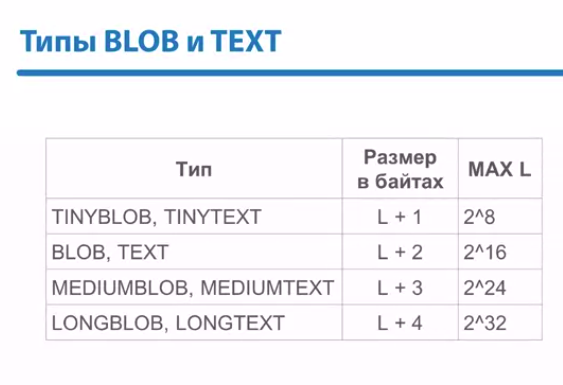 Типы BLOB и TEXT
Тип Размер в байтах MAX L
TINYBLOB, TINYTEXT L + 1 2^8
BLOB, TEXT L + 2 2^16
MEDIUMBLOB, MEDIUMTEXT L + 3 2^24
LONGBLOB, LONGTEXT L + 4 2^32